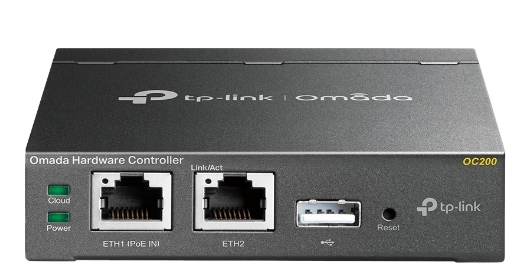 tp-link | Omada
Omada Hardware Controller
Link/Act
OC200
Cloud
Power
ETH1 (PoE IN)
ETH2
Reset
tp-link